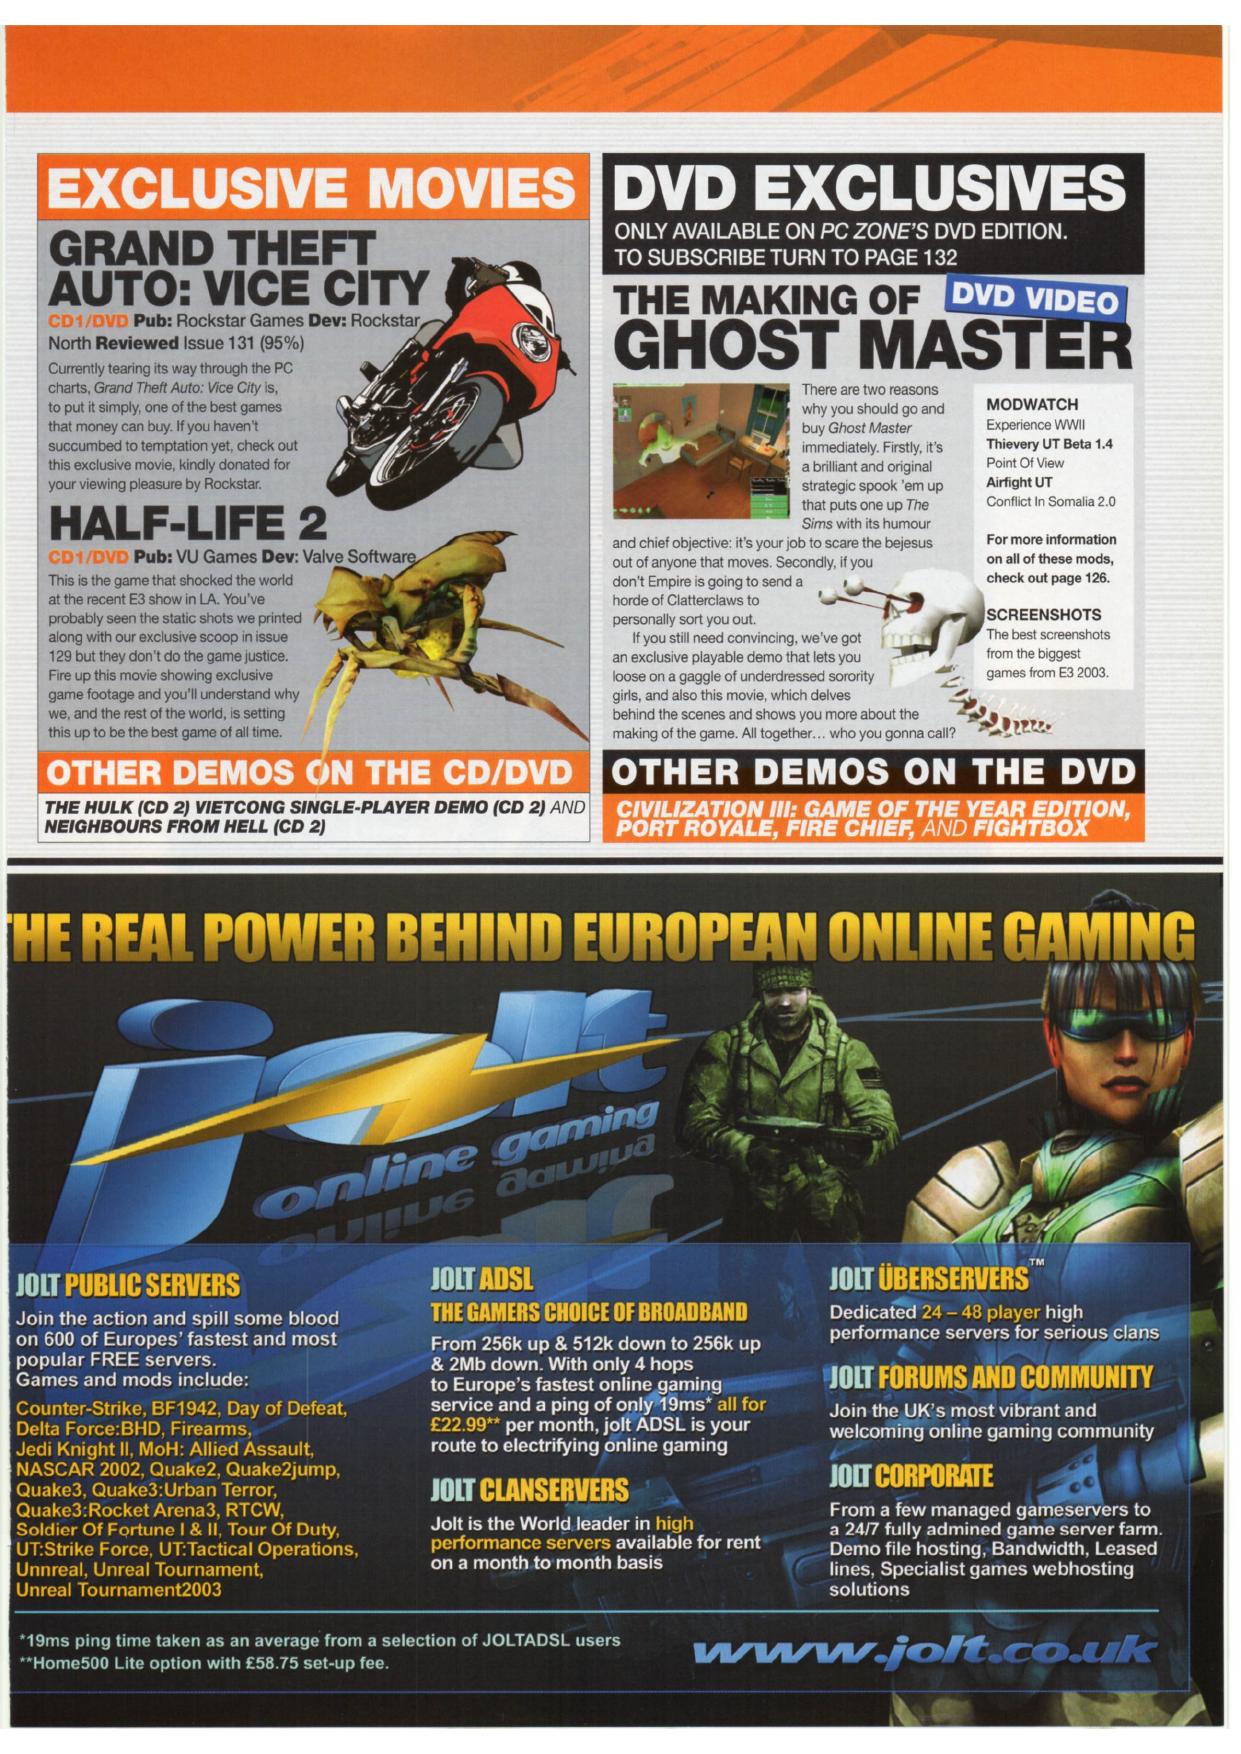 EXCLUSIVE MOVIES
GRAND THEFT
AUTO: VICE CITY
CD1/DVD Pub: Rockstar Games Dev: Rockstar
North Reviewed Issue 131 (95%)
Currently tearing its way through the PC
charts, Grand Theft Auto: Vice City is,
to put it simply, one of the best games
that money can buy. If you haven't
succumbed to temptation yet, check out
this exclusive movie, kindly donated for
your viewing pleasure by Rockstar.
HALF-LIFE 2
CD1/DVD Pub: VU Games Dev: Valve Software
This is the game that shocked the world
at the recent E3 show in LA. You've
probably seen the static shots we printed
along with our exclusive scoop in issue
129 but they don't do the game justice.
Fire up this movie showing exclusive
game footage and you'll understand why
we, and the rest of the world, is setting
this up to be the best game of all time.
OTHER DEMOS ON THE CD/DVD
THE HULK (CD 2) VIETCONG SINGLE-PLAYER DEMO (CD 2) AND
NEIGHBOURS FROM HELL (CD 2)
DVD EXCLUSIVES
ONLY AVAILABLE ON PC ZONE'S DVD EDITION.
TO SUBSCRIBE TURN TO PAGE 132
THE MAKING OF
DVD VIDEO
GHOST MASTER
There are two reasons
why you should go and
buy Ghost Master
immediately. Firstly, it's
a brilliant and original
strategic spook 'em up
that puts one up The
Sims with its humour
and chief objective: it's your job to scare the bejesus
out of anyone that moves. Secondly, if you
don't Empire is going to send a
horde of Clatterclaws to
personally sort you out.
If you still need convincing, we've got
an exclusive playable demo that lets you
loose on a gaggle of underdressed sorority
girls, and also this movie, which delves
behind the scenes and shows you more about the
making of the game. All together... who you gonna call?
MODWATCH
Experience WWII
Thievery UT Beta 1.4
Point Of View
Airfight UT
Conflict In Somalia 2.0
For more information
on all of these mods,
check out page 126.
SCREENSHOTS
The best screenshots
from the biggest
games from E3 2003.
OTHER DEMOS ON THE DVD
CIVILIZATION III: GAME OF THE YEAR EDITION,
PORT ROYALE, FIRE CHIEF, AND FIGHTBOX
THE REAL POWER BEHIND EUROPEAN ONLINE GAMING
jolt
online gaming
JOLT PUBLIC SERVERS
Join the action and spill some blood
on 600 of Europes' fastest and most
popular FREE servers.
Games and mods include:
Counter-Strike, BF1942, Day of Defeat,
Delta Force:BHD, Firearms,
Jedi Knight II, MoH: Allied Assault,
NASCAR 2002, Quake2, Quake2jump,
Quake3, Quake3:Urban Terror,
Quake3:Rocket Arena3, RTCW,
Soldier Of Fortune I & II, Tour Of Duty,
UT:Strike Force, UT:Tactical Operations,
Unnreal, Unreal Tournament,
Unreal Tournament2003
JOLT ADSL
THE GAMERS CHOICE OF BROADBAND
From 256k up & 512k down to 256k up
& 2Mb down. With only 4 hops
to Europe's fastest online gaming
service and a ping of only 19ms* all for
£22.99** per month, jolt ADSL is your
route to electrifying online gaming
JOLT CLANSERVERS
Jolt is the World leader in high
performance servers available for rent
on a month to month basis
JOLT ÜBERSERVERS™
Dedicated 24 – 48 player high
performance servers for serious clans
JOLT FORUMS AND COMMUNITY
Join the UK's most vibrant and
welcoming online gaming community
JOLT CORPORATE
From a few managed gameservers to
a 24/7 fully admined game server farm.
Demo file hosting, Bandwidth, Leased
lines, Specialist games webhosting
solutions
*19ms ping time taken as an average from a selection of JOLTADSL users
**Home500 Lite option with £58.75 set-up fee.
www.jolt.co.uk